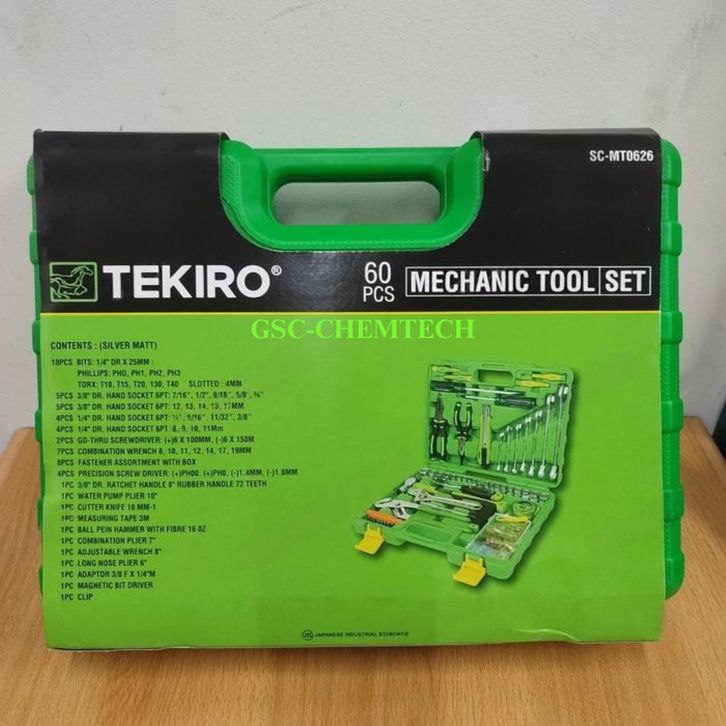 SC-MT0626
TEKIRO®
60 PCS MECHANIC TOOL SET
GSC-CHEMTECH
CONTENTS : (SILVER MATT)
10PCS BITS: 1/4" DR X 25MM :
PHILLIPS: PH0, PH1, PH2, PH3
TORX: T10, T15, T20, 130, T40 SLOTTED : 4MM
5PCS 3/8" DR. HAND SOCKET 6PT: 7/16", 1/2", 9/16", 5/8", ¾"
5PCS 3/8" DR. HAND SOCKET 6PT: 12, 13, 14, 17MM
4PCS 1/4" DR. HAND SOCKET 6PT: 5/16", 11/32", 3/8"
4PCS 1/4" DR. HAND SOCKET 6PT: 8, 9, 10, 11Mm
2PCS GO-THRU SCREWDRIVER: (+)6 X 100MM, (-)6 X 150M
7PCS COMBINATION WRENCH 8, 10, 11, 12, 14, 17, 19MM
8PCS FASTENER ASSORTMENT WITH BOX
4PCS PRECISION SCREW DRIVER: (+)PH00, (+)PH0, (-)1.4MM, (-)1.8MM
1PC 3/8" DR. RATCHET HANDLE 8" RUBBER HANDLE 72 TEETH
1PC WATER PUMP PLIER 10"
1PC CUTTER KNIFE 18 MM-1
1PC MEASURING TAPE 3M
1PC BALL PEIN HAMMER WITH FIBRE 16 OZ
1PC COMBINATION PLIER 7"
1PC ADJUSTABLE WRENCH 8"
1PC LONG NOSE PLIER 6"
1PC ADAPTOR 3/8 F X 1/4"M
1PC MAGNETIC BIT DRIVER
1PC CLIP
JIS JAPANESE INDUSTRIAL STANDARD